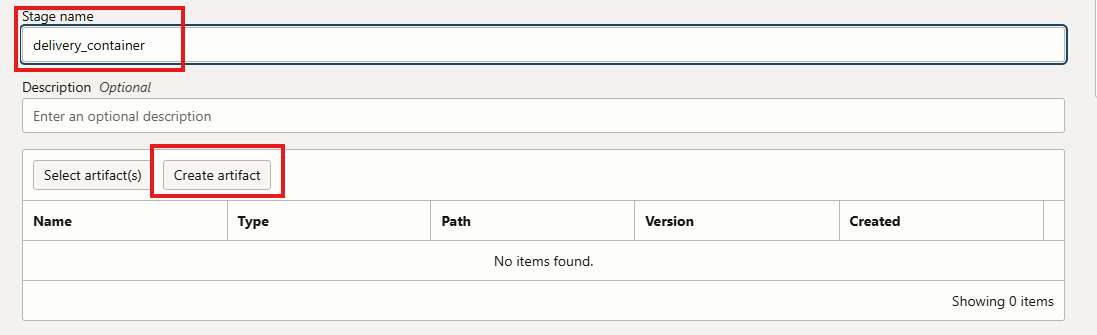 Stage name
delivery_container
Description Optional
Enter an optional description
Select artifact(s) Create artifact
Name Type Path Version Created
No items found.
Showing 0 items